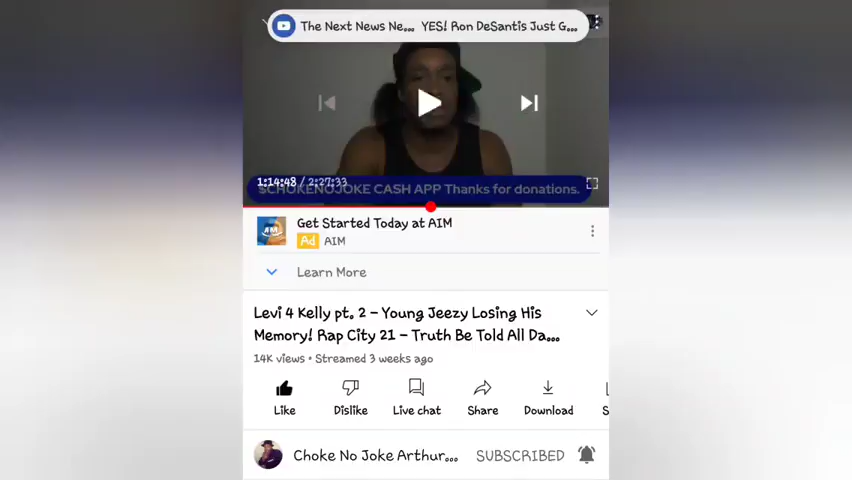 The Next News Ne... YES! Ron DeSantis Just G...
1:14:48 / 2:27:33
$CHOKENOJOKE CASH APP Thanks for donations.
Get Started Today at AIM
Ad AIM
Learn More
Levi 4 Kelly pt. 2 – Young Jeezy Losing His
Memory! Rap City 21 – Truth Be Told All Da...
14K views • Streamed 3 weeks ago
Like Dislike Live chat Share Download S
Choke No Joke Arthur... SUBSCRIBED